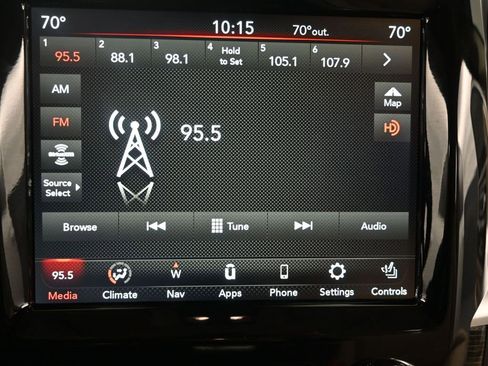 70° 10:15 70° out. 70°
1 2 3 4 5 6
95.5 88.1 98.1 Hold to Set 105.1 107.9
AM
Map
FM
95.5
HD
SiriusXM
Source
Select
Browse Tune Audio
95.5 W u
Media Climate Nav Apps Phone Settings Controls